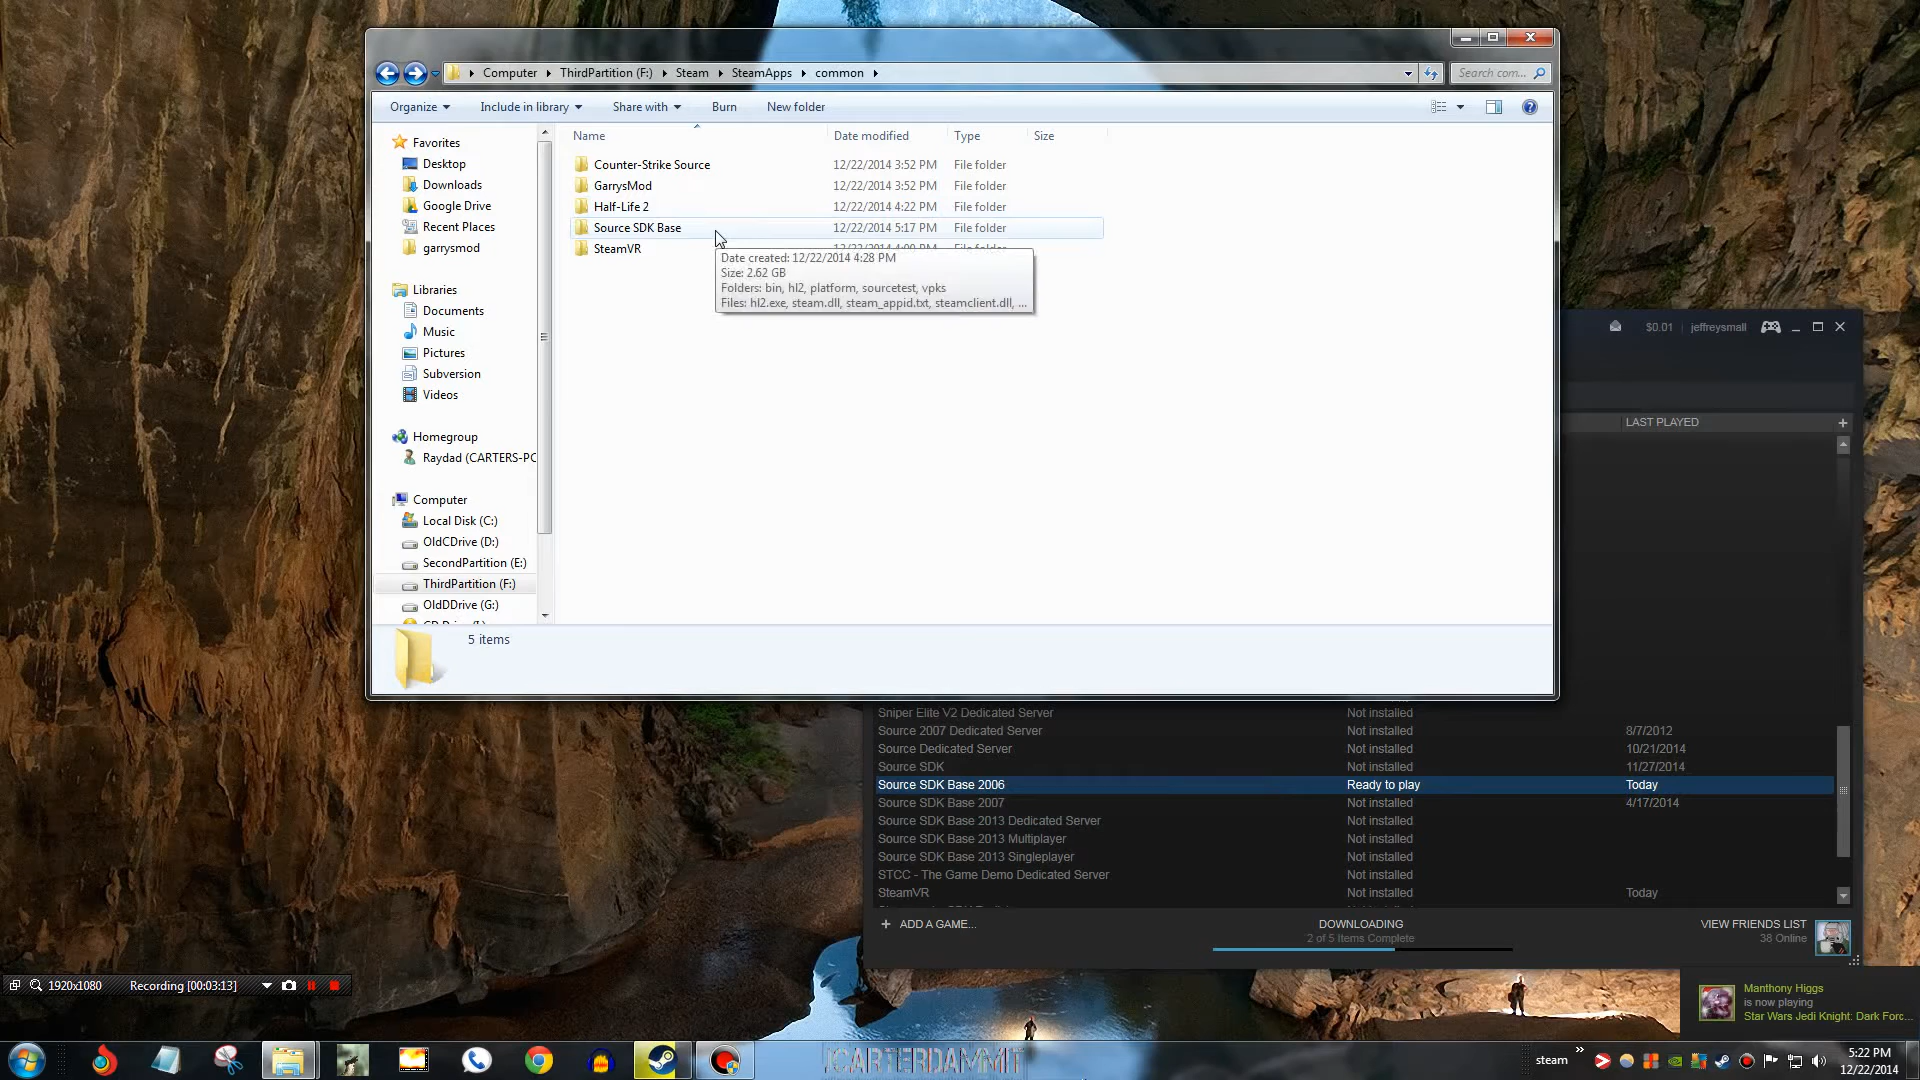 Computer ThirdPartition (F:) Steam SteamApps common
Search com...
Organize Include in library Share with Burn New folder
Name Date modified Type Size
Favorites
Desktop
Downloads
Google Drive
Recent Places
garrysmod
Libraries
Documents
Music
Pictures
Subversion
Videos
Homegroup
Raydad (CARTERS-PC
Computer
Local Disk (C:)
OldCDrive (D:)
SecondPartition (E:)
ThirdPartition (F:)
OldDDrive (G:)
Counter-Strike Source 12/22/2014 3:52 PM File folder
GarrysMod 12/22/2014 3:52 PM File folder
Half-Life 2 12/22/2014 4:22 PM File folder
Source SDK Base 12/22/2014 5:17 PM File folder
SteamVR
Date created: 12/22/2014 4:28 PM
Size: 2.62 GB
Folders: bin, hl2, platform, sourcetest, vpks
Files: hl2.exe, steam.dll, steam_appid.txt, steamclient.dll, ...
5 items
$0.01 jeffreysmall
LAST PLAYED
Sniper Elite V2 Dedicated Server Not installed
Source 2007 Dedicated Server Not installed 8/7/2012
Source Dedicated Server Not installed 10/21/2014
Source SDK Not installed 11/27/2014
Source SDK Base 2006 Ready to play Today
Source SDK Base 2007 Not installed 4/17/2014
Source SDK Base 2013 Dedicated Server Not installed
Source SDK Base 2013 Multiplayer Not installed
Source SDK Base 2013 Singleplayer Not installed
STCC - The Game Demo Dedicated Server Not installed
SteamVR Not installed Today
+ ADD A GAME...
DOWNLOADING
2 of 5 Items Complete
VIEW FRIENDS LIST
38 Online
1920x1080 Recording [00:03:13]
Manthony Higgs
is now playing
Star Wars Jedi Knight: Dark Forc...
JCARTERDAMMIT
steam
5:22 PM
12/22/2014